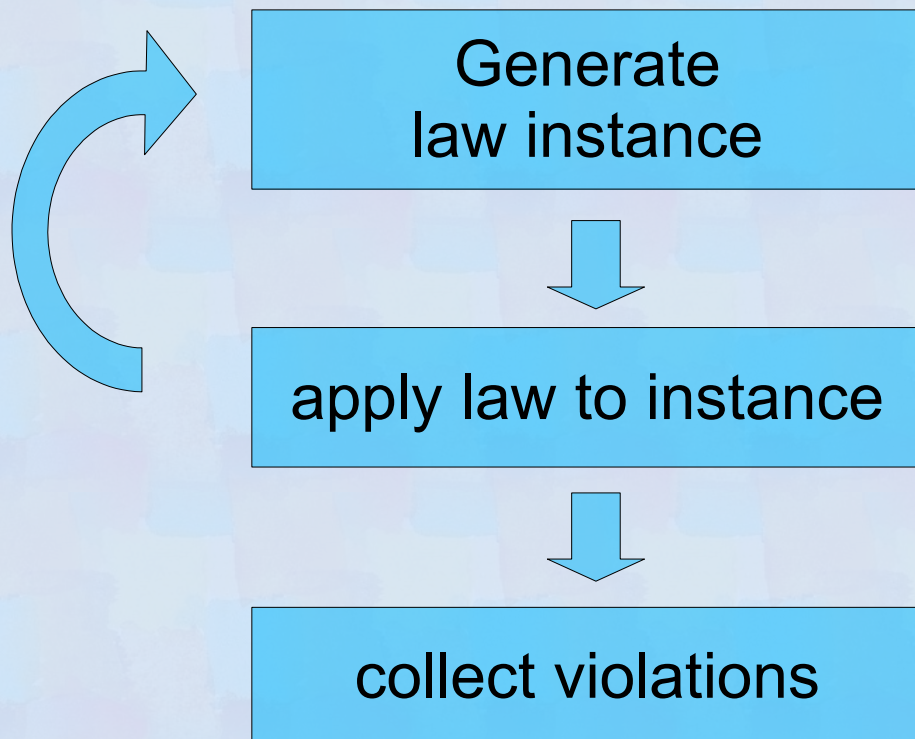 Generate
law instance
apply law to instance
collect violations